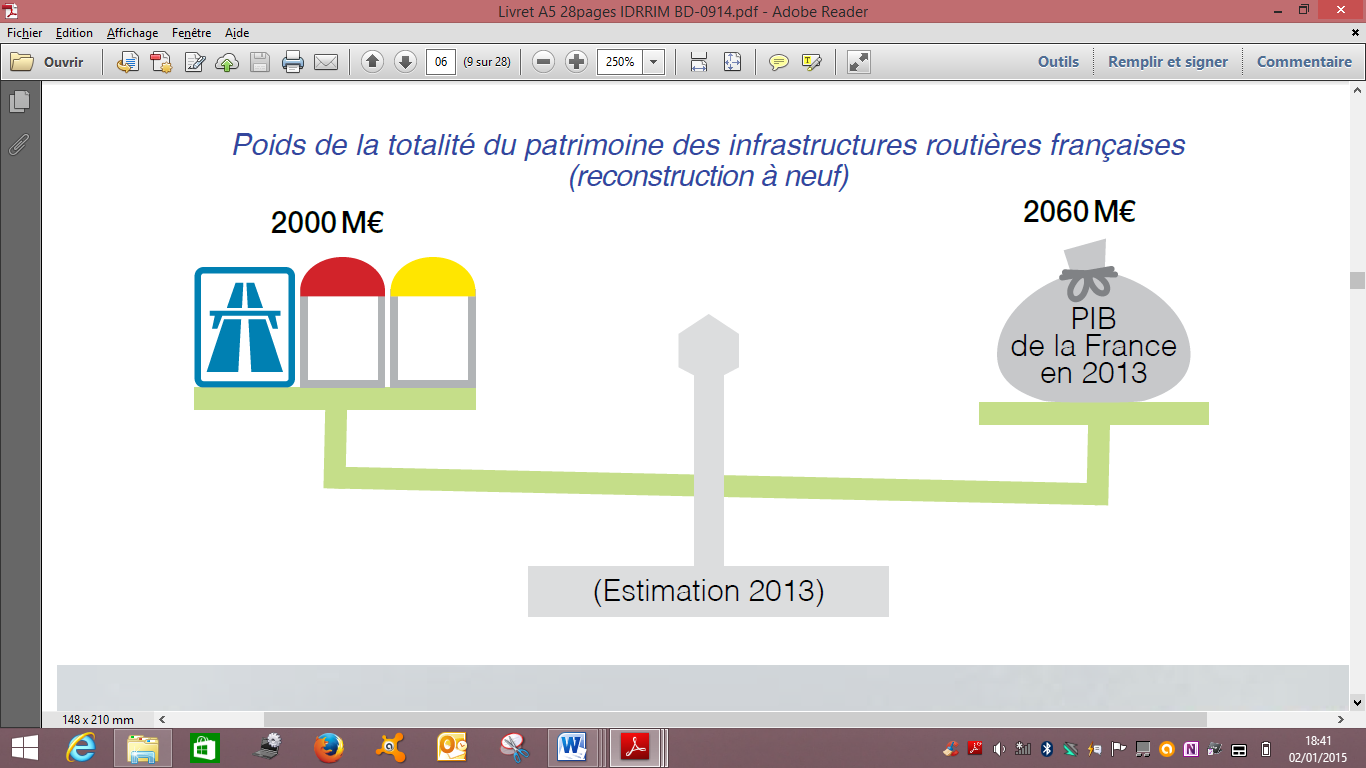 Livret A5 28pages IDRRIM BD-0914.pdf - Adobe Reader
Fichier Edition Affichage Fenêtre Aide
Ouvrir 06 (9 sur 28) 250% Outils Remplir et signer Commentaire
Poids de la totalité du patrimoine des infrastructures routières françaises
(reconstruction à neuf)
2000 M€
2060 M€
PIB
de la France
en 2013
(Estimation 2013)
148 x 210 mm
18:41
02/01/2015